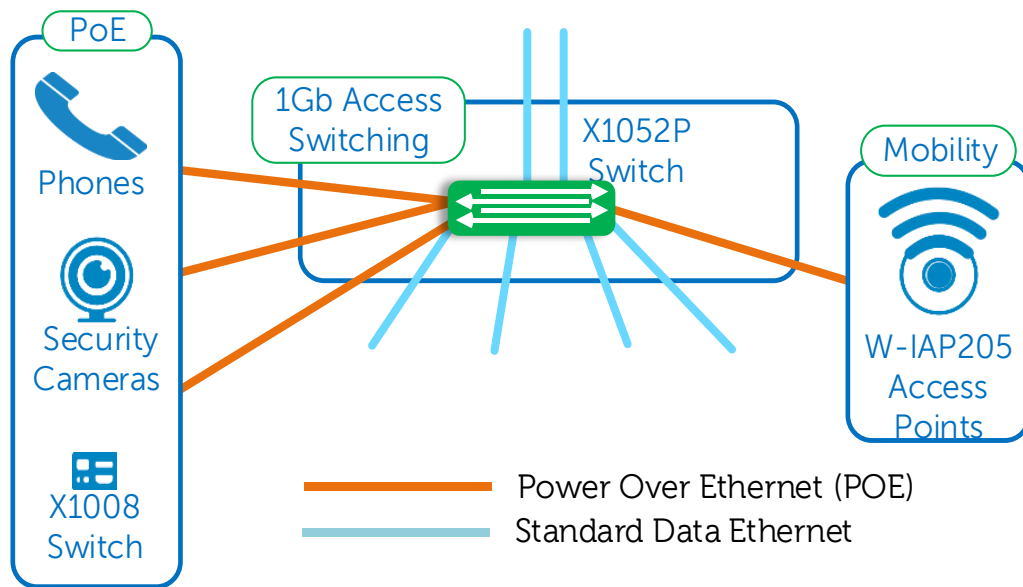 PoE
Phones
Security
Cameras
X1008
Switch
1Gb Access
Switching
X1052P
Switch
Mobility
W-IAP205
Access
Points
Power Over Ethernet (POE)
Standard Data Ethernet